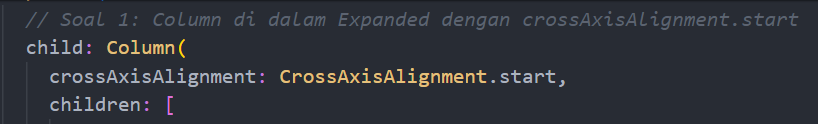 // Soal 1: Column di dalam Expanded dengan crossAxisAlignment.start
child: Column(
crossAxisAlignment: CrossAxisAlignment.start,
children: [